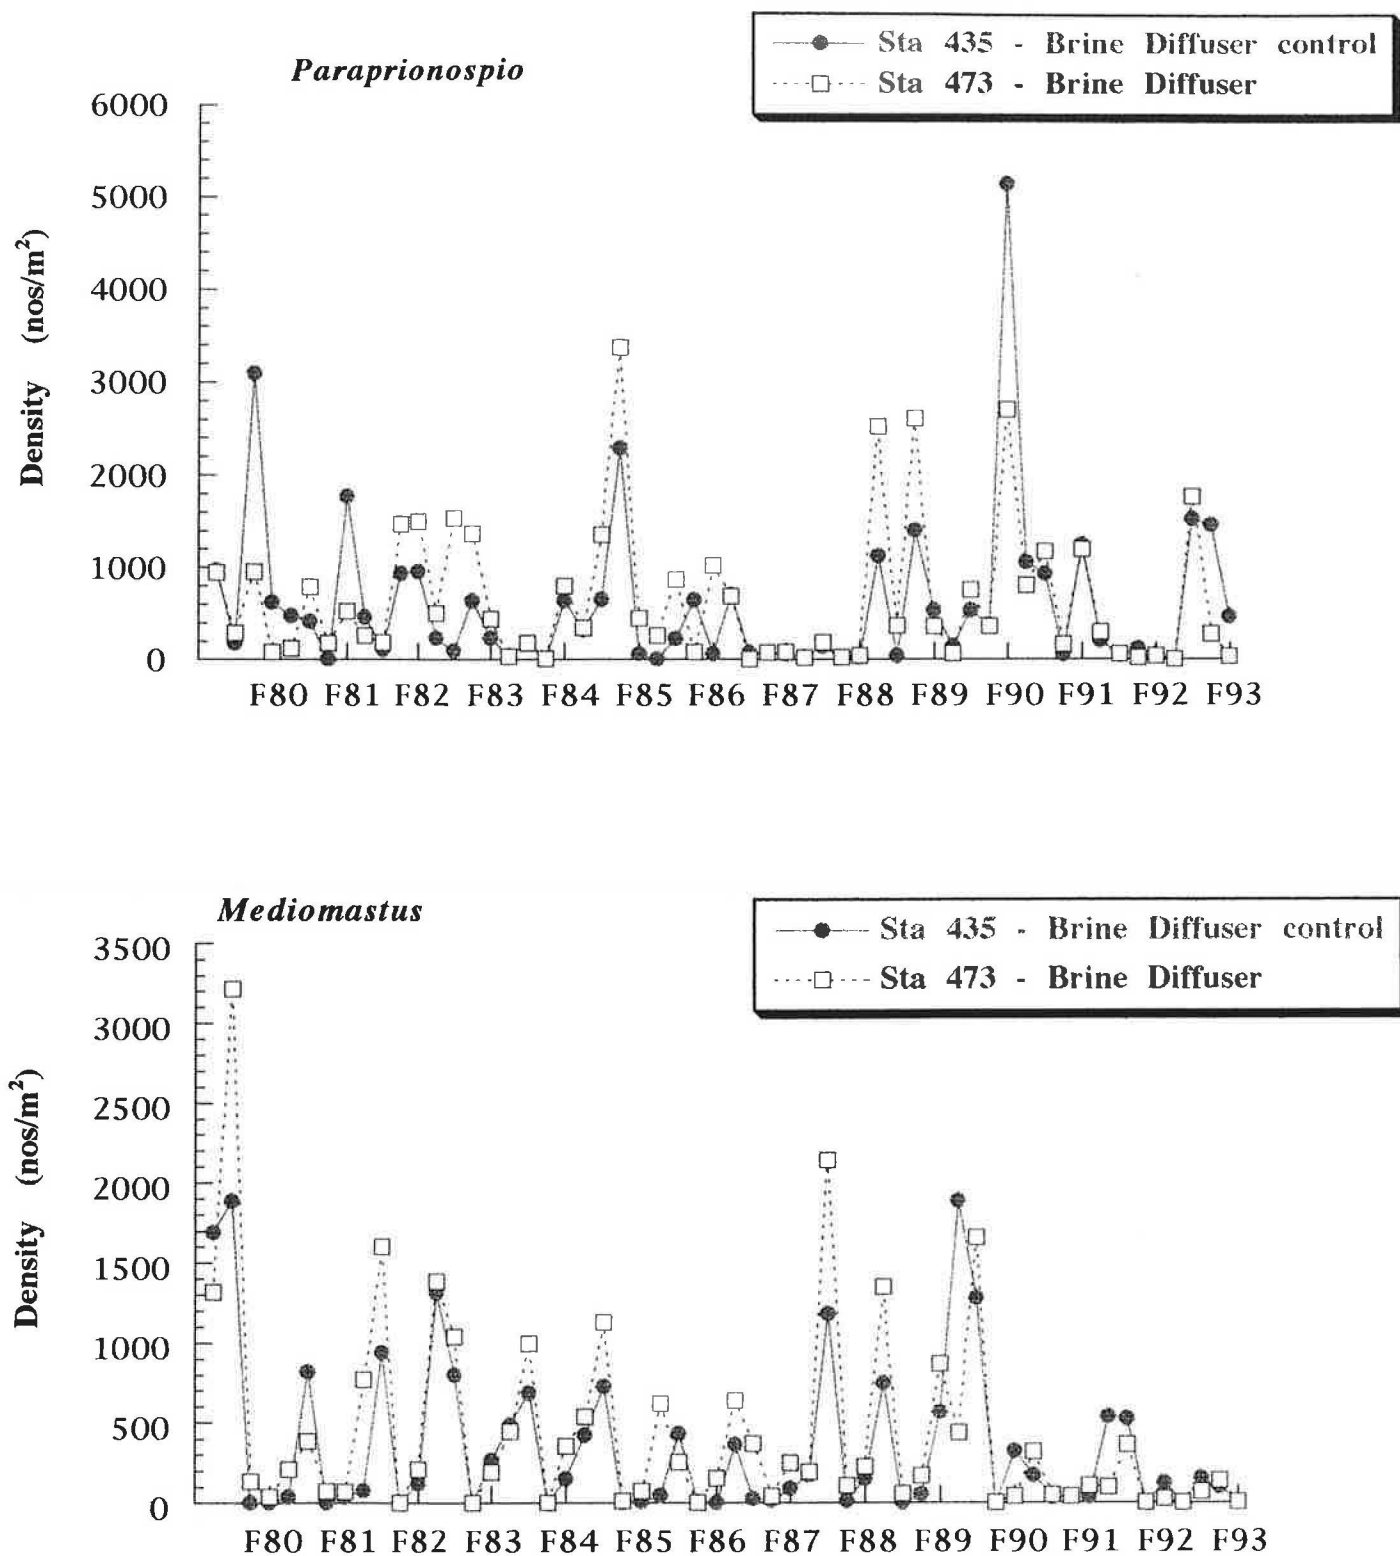 Paraprionospio
Sta 435 - Brine Diffuser control
Sta 473 - Brine Diffuser
6000
5000
4000
3000
2000
1000
0
Density (nos/m²)
F80 F81 F82 F83 F84 F85 F86 F87 F88 F89 F90 F91 F92 F93
Mediomastus
Sta 435 - Brine Diffuser control
Sta 473 - Brine Diffuser
3500
3000
2500
2000
1500
1000
500
0
Density (nos/m²)
F80 F81 F82 F83 F84 F85 F86 F87 F88 F89 F90 F91 F92 F93